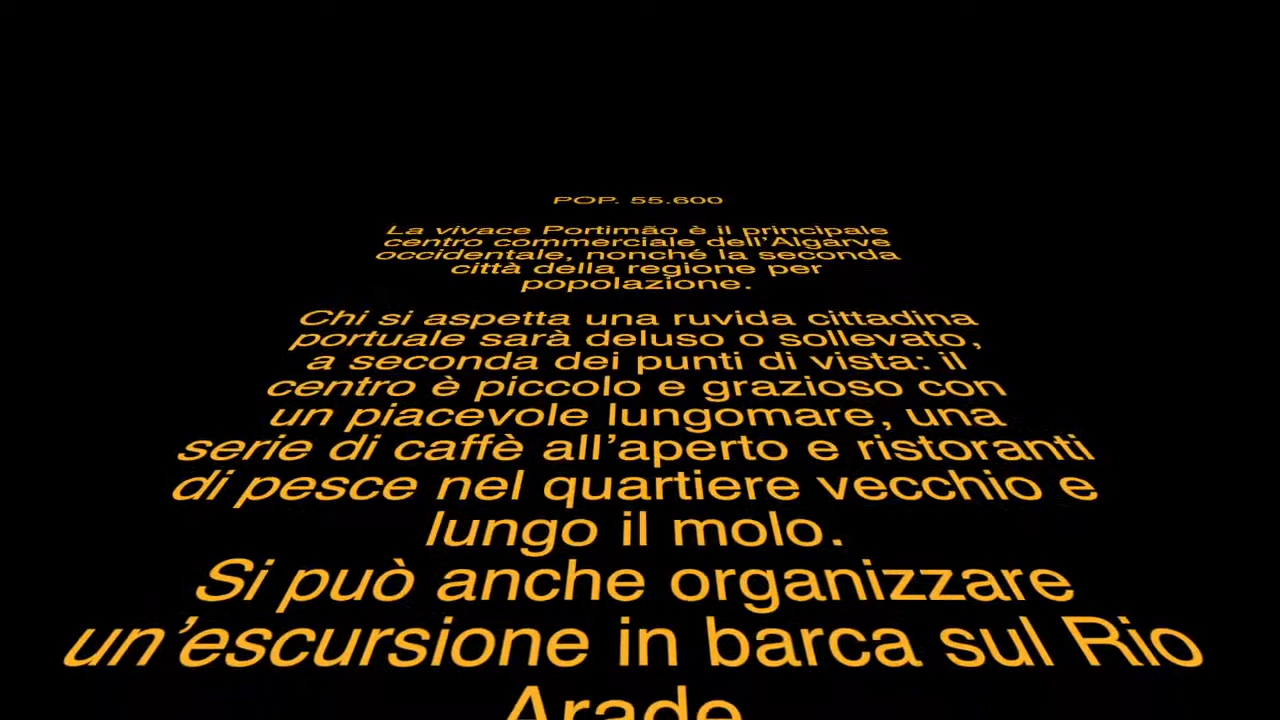 POP. 55.600
La vivace Portimão è il principale
centro commerciale dell’Algarve
occidentale, nonché la seconda
città della regione per
popolazione.
Chi si aspetta una ruvida cittadina
portuale sarà deluso o sollevato,
a seconda dei punti di vista: il
centro è piccolo e grazioso con
un piacevole lungomare, una
serie di caffè all’aperto e ristoranti
di pesce nel quartiere vecchio e
lungo il molo.
Si può anche organizzare
un’escursione in barca sul Rio
Arade.